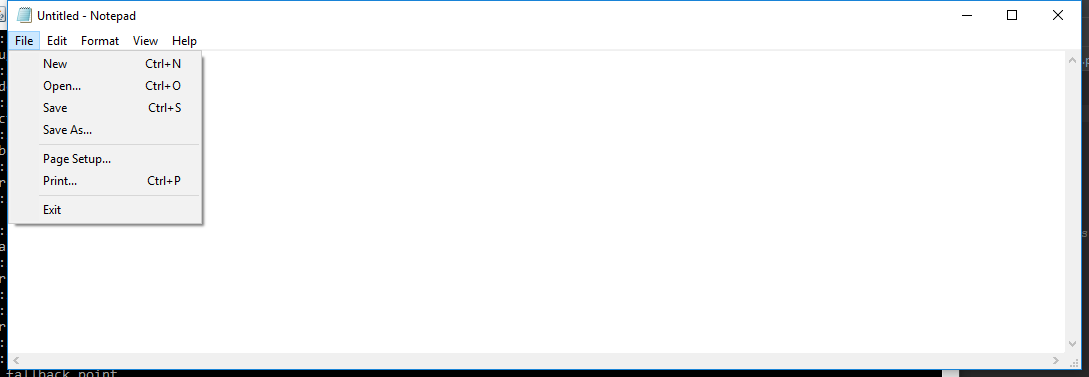 Untitled - Notepad
File Edit Format View Help
New Ctrl+N
Open... Ctrl+O
Save Ctrl+S
Save As...
Page Setup...
Print... Ctrl+P
Exit
fallback point